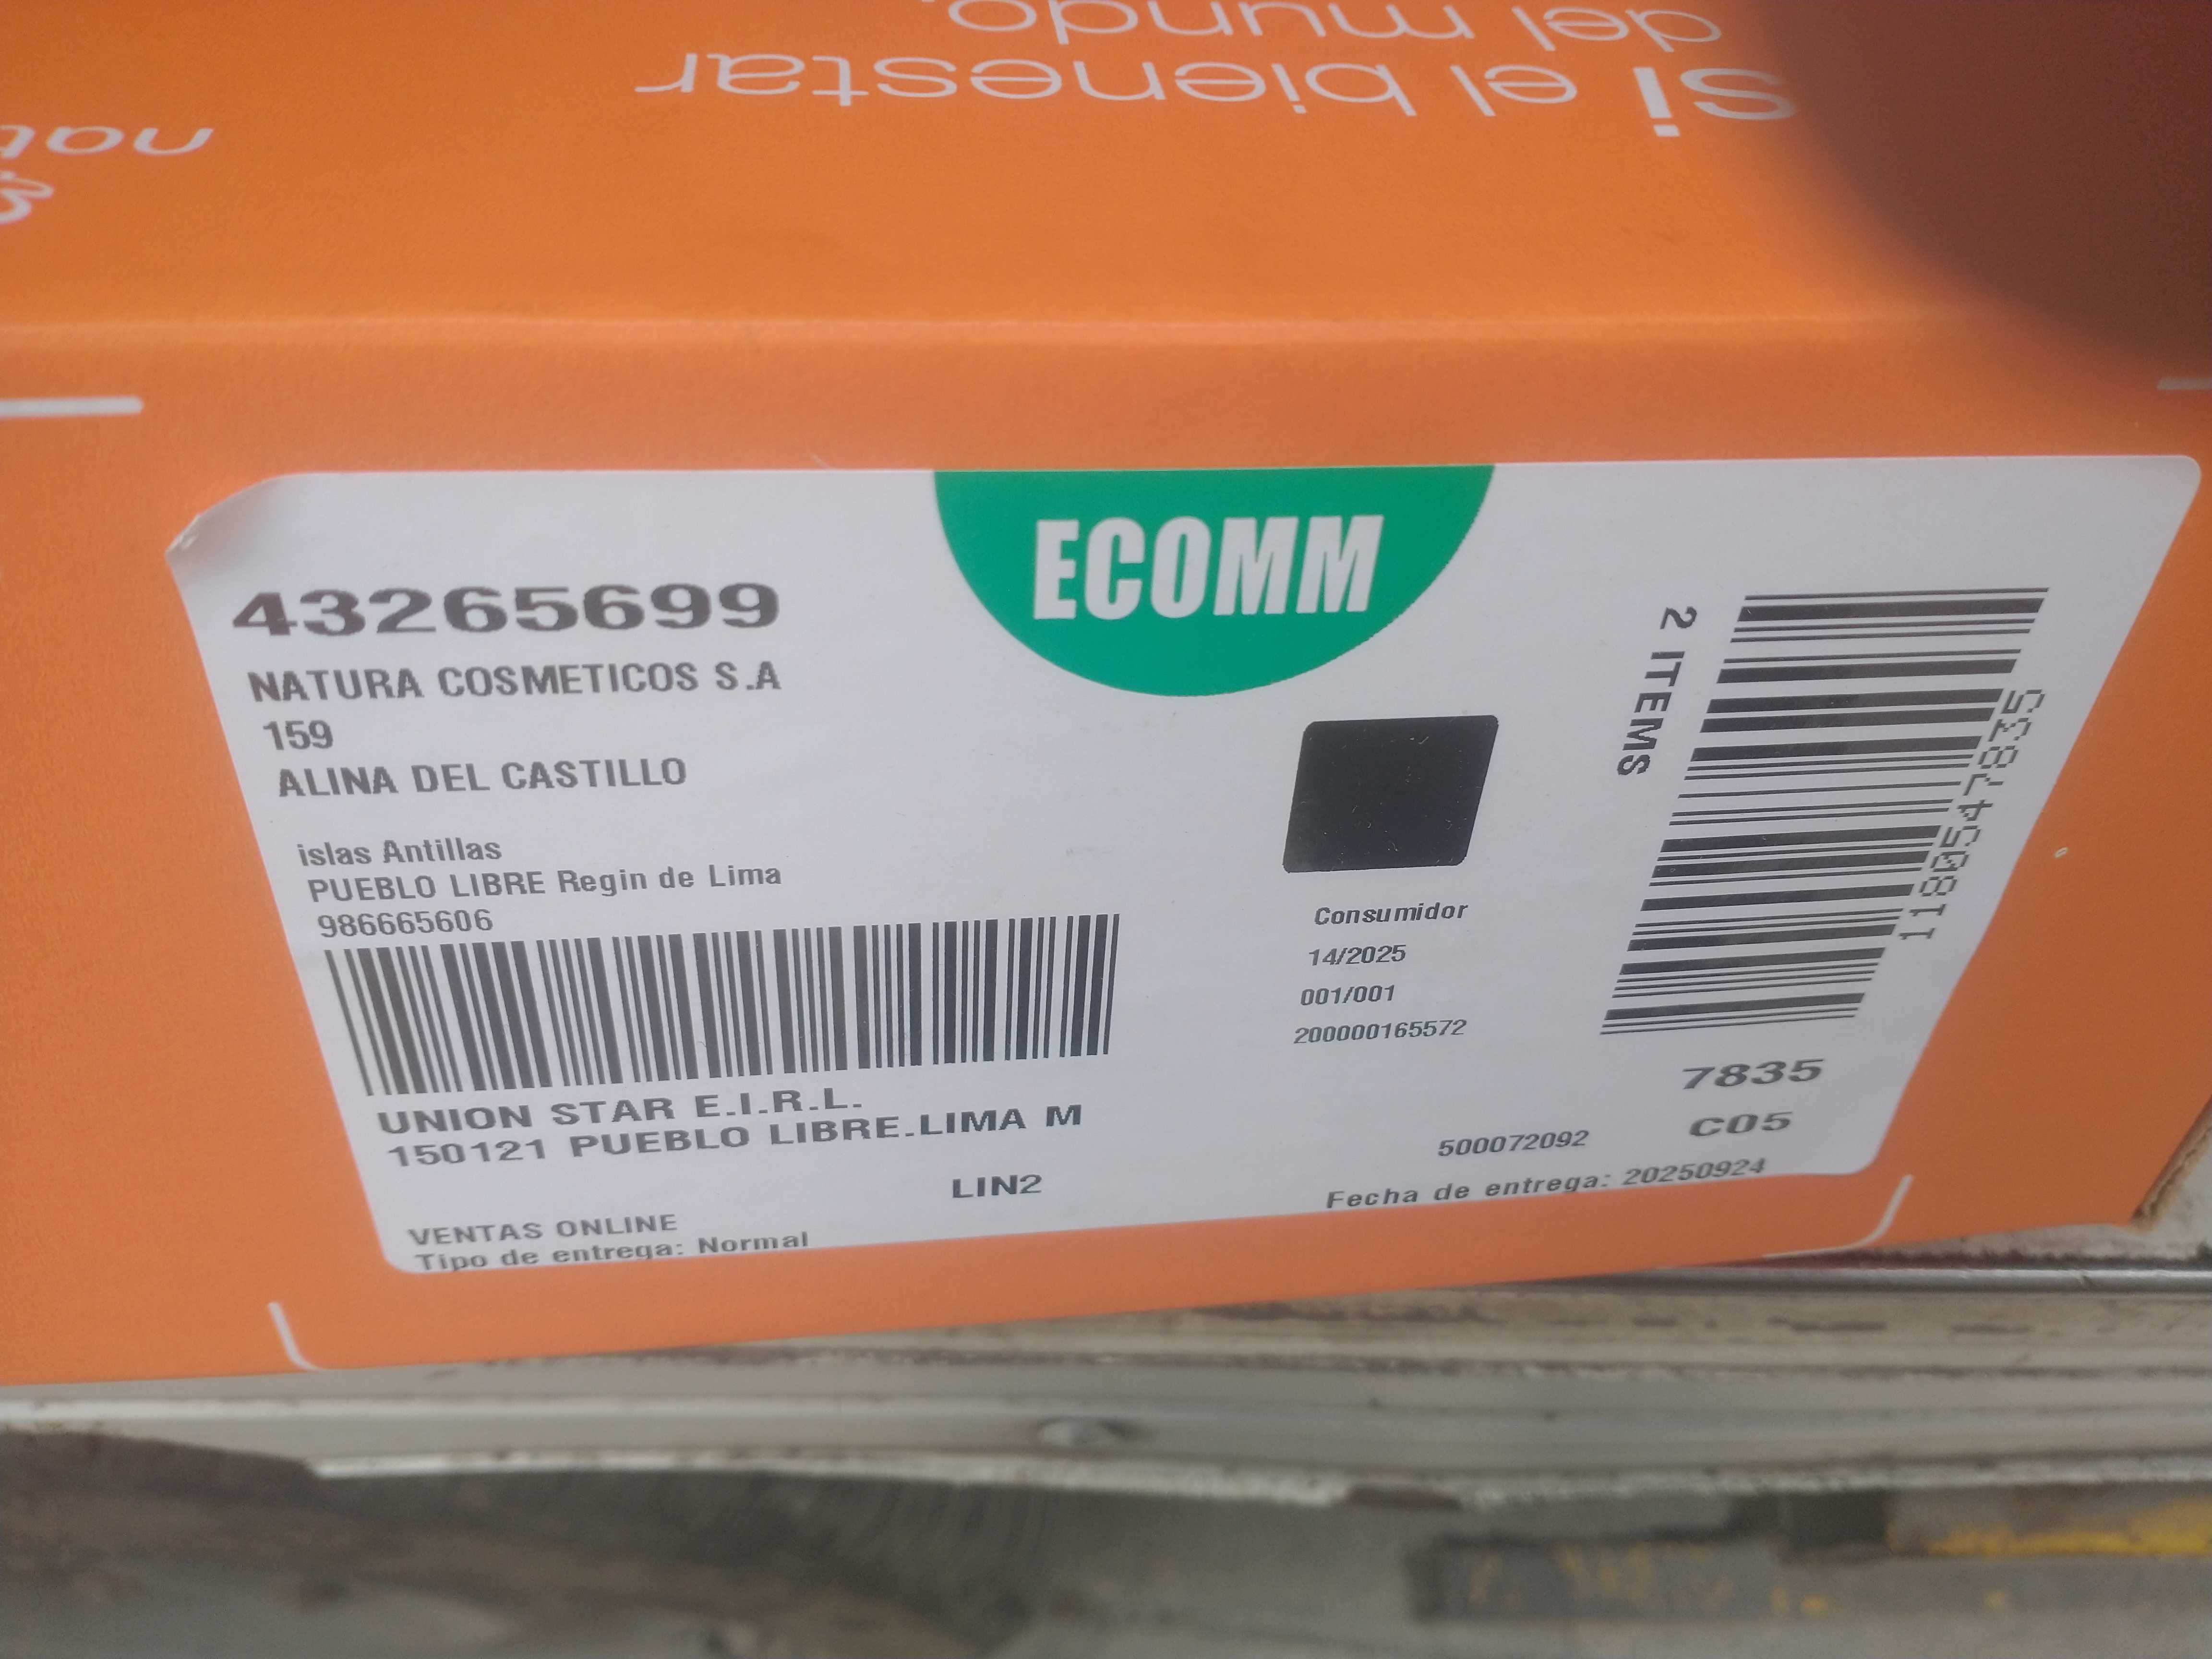 Si el bienestar
del mundo.
ECOMM
43265699
NATURA COSMETICOS S.A
159
ALINA DEL CASTILLO
islas Antillas
PUEBLO LIBRE Regin de Lima
986665606
UNION STAR E.I.R.L.
150121 PUEBLO LIBRE.LIMA M
LIN2
VENTAS ONLINE
Tipo de entrega: Normal
Consumidor
14/2025
001/001
200000165572
2 ITEMS
1180547835
7835
C05
500072092
Fecha de entrega: 20250924